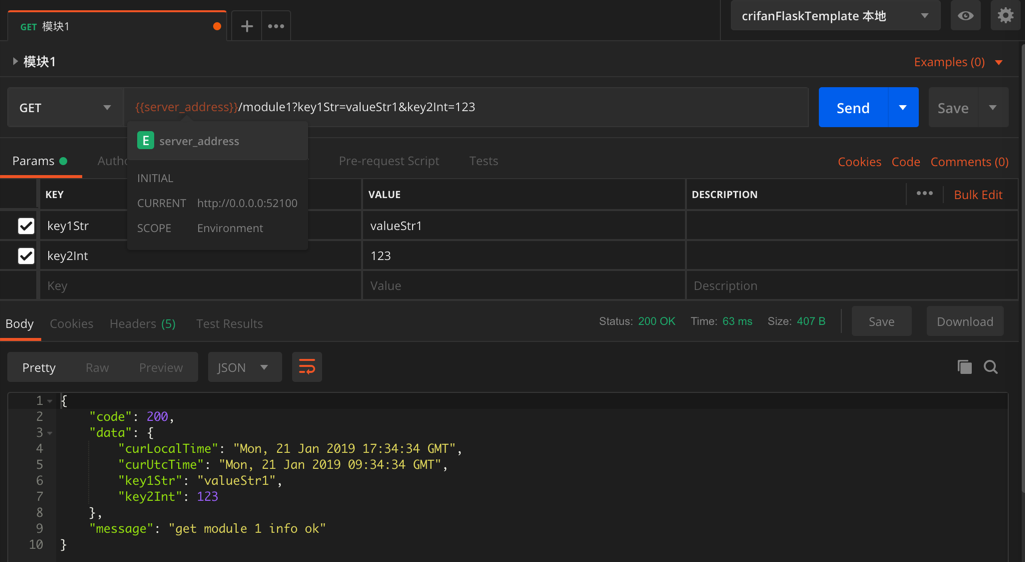 GET 模块1
crifanFlaskTemplate 本地
模块1
Examples (0)
GET
{{server_address}}/module1?key1Str=valueStr1&key2Int=123
Send
Save
E server_address
INITIAL
CURRENT http://0.0.0.0:52100
SCOPE Environment
Params Autho Pre-request Script Tests
Cookies Code Comments (0)
KEY VALUE DESCRIPTION Bulk Edit
key1Str valueStr1
key2Int 123
Key Value Description
Body Cookies Headers (5) Test Results
Status: 200 OK Time: 63 ms Size: 407 B Save Download
Pretty Raw Preview JSON
1 {
2 "code": 200,
3 "data": {
4 "curLocalTime": "Mon, 21 Jan 2019 17:34:34 GMT",
5 "curUtcTime": "Mon, 21 Jan 2019 09:34:34 GMT",
6 "key1Str": "valueStr1",
7 "key2Int": 123
8 },
9 "message": "get module 1 info ok"
10 }